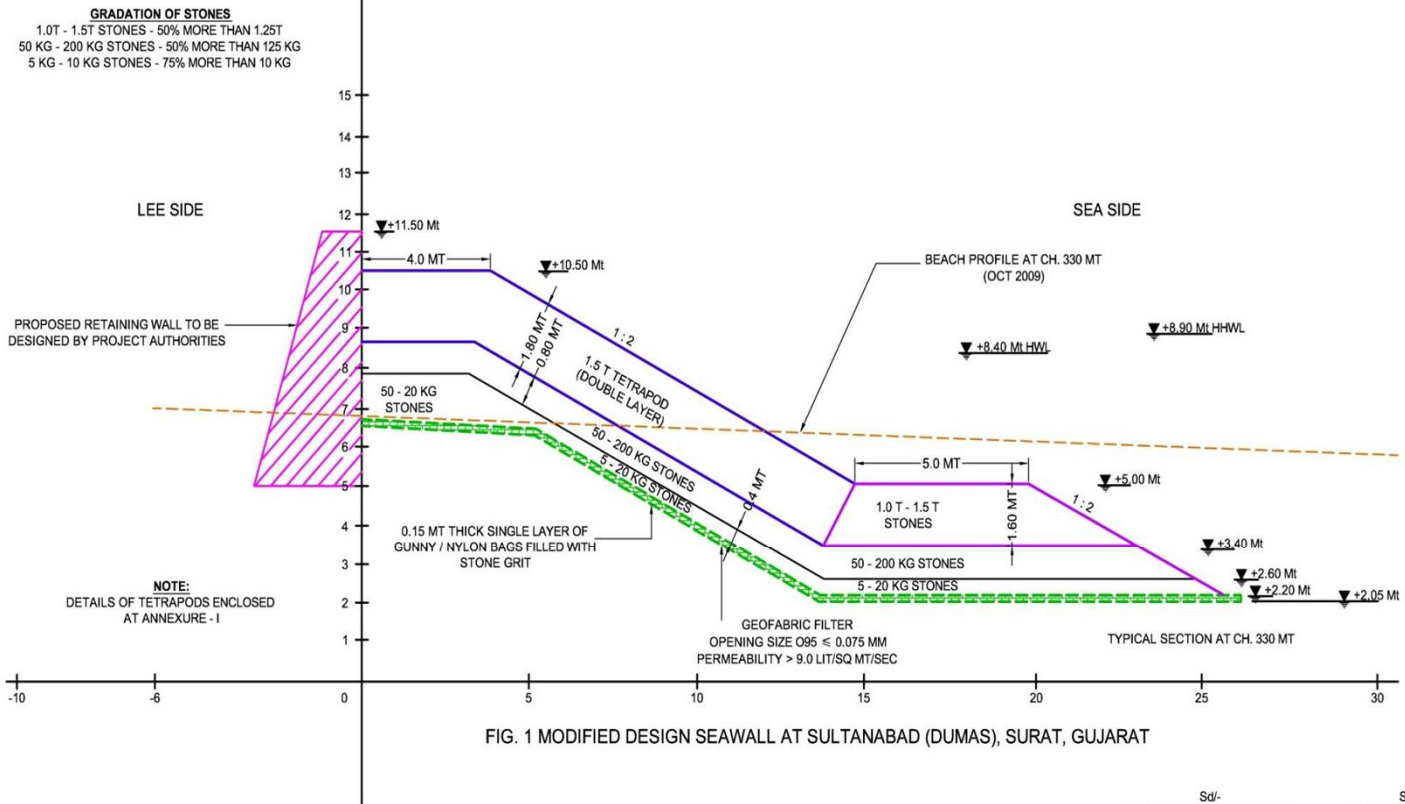 GRADATION OF STONES
1.0T - 1.5T STONES - 50% MORE THAN 1.25T
50 KG - 200 KG STONES - 50% MORE THAN 125 KG
5 KG - 10 KG STONES - 75% MORE THAN 10 KG
15
14
13
12
11
10
9
8
7
6
5
4
3
2
1
LEE SIDE
SEA SIDE
+11.50 Mt
4.0 MT
+10.50 Mt
BEACH PROFILE AT CH. 330 MT
(OCT 2009)
PROPOSED RETAINING WALL TO BE
DESIGNED BY PROJECT AUTHORITIES
1.80 MT
0.80 MT
1 : 2
1.5 T TETRAPOD
(DOUBLE LAYER)
+8.90 Mt HHWL
+8.40 Mt HWL
50 - 20 KG
STONES
50 - 200 KG STONES
5 - 20 KG STONES
0.4 MT
5.0 MT
+5.00 Mt
1.0 T - 1.5 T
STONES
1.60 MT
1 : 2
0.15 MT THICK SINGLE LAYER OF
GUNNY / NYLON BAGS FILLED WITH
STONE GRIT
50 - 200 KG STONES
5 - 20 KG STONES
+3.40 Mt
+2.60 Mt
+2.20 Mt
+2.05 Mt
NOTE:
DETAILS OF TETRAPODS ENCLOSED
AT ANNEXURE - I
GEOFABRIC FILTER
OPENING SIZE O95 ≤ 0.075 MM
PERMEABILITY > 9.0 LIT/SQ MT/SEC
TYPICAL SECTION AT CH. 330 MT
-10
-6
0
5
10
15
20
25
30
FIG. 1 MODIFIED DESIGN SEAWALL AT SULTANABAD (DUMAS), SURAT, GUJARAT
Sd/-
S